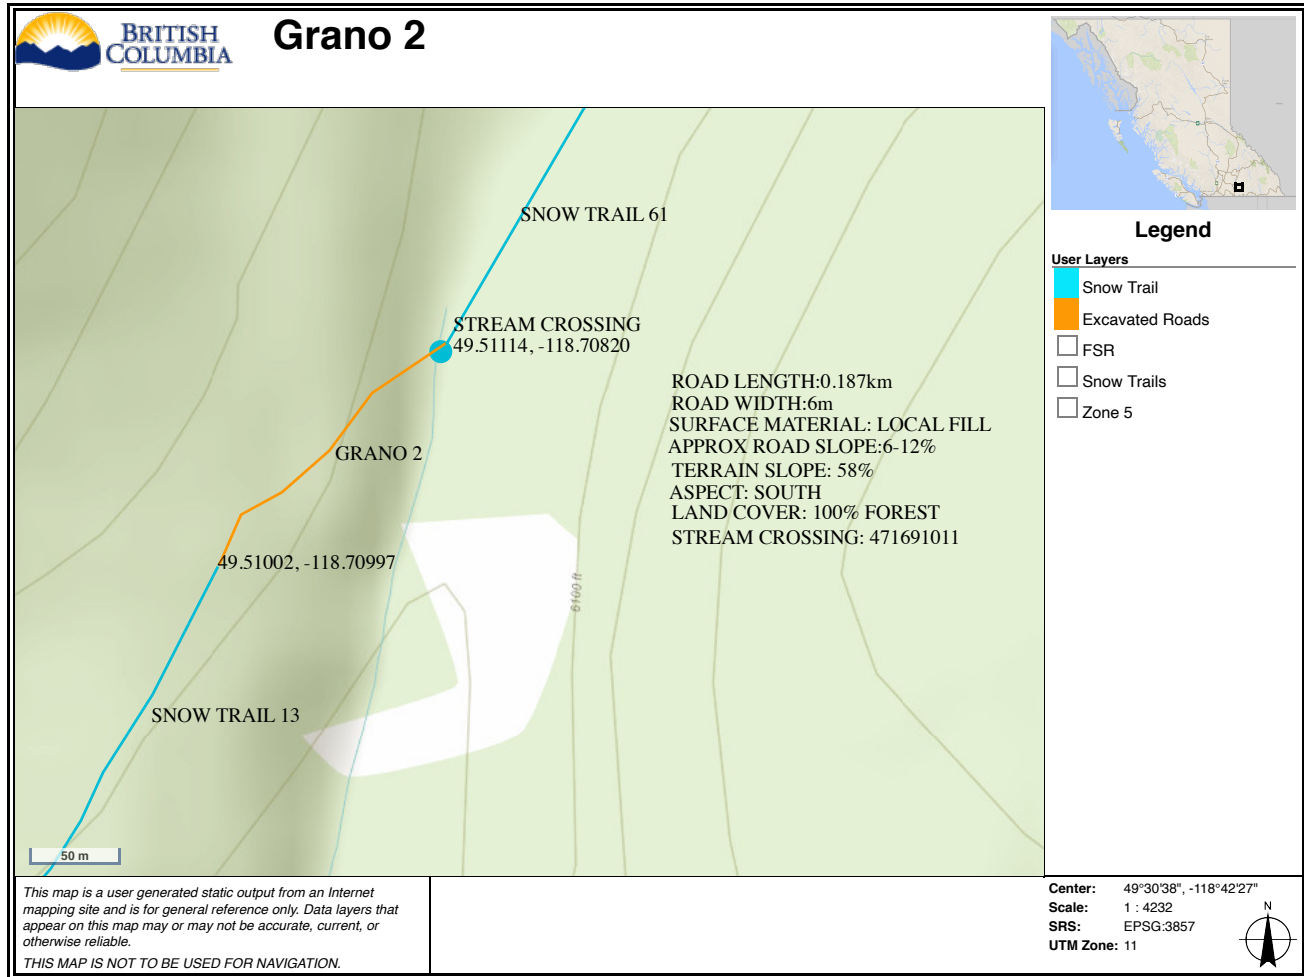 BRITISH
COLUMBIA
Grano 2
SNOW TRAIL 61
STREAM CROSSING
49.51114, -118.70820
ROAD LENGTH:0.187km
ROAD WIDTH:6m
SURFACE MATERIAL: LOCAL FILL
APPROX ROAD SLOPE:6-12%
TERRAIN SLOPE: 58%
ASPECT: SOUTH
LAND COVER: 100% FOREST
STREAM CROSSING: 471691011
GRANO 2
49.51002, -118.70997
6100 ft
SNOW TRAIL 13
50 m
Legend
User Layers
Snow Trail
Excavated Roads
FSR
Snow Trails
Zone 5
This map is a user generated static output from an Internet
mapping site and is for general reference only. Data layers that
appear on this map may or may not be accurate, current, or
otherwise reliable.
THIS MAP IS NOT TO BE USED FOR NAVIGATION.
Center: 49°30'38", -118°42'27"
Scale: 1 : 4232
SRS: EPSG:3857
UTM Zone: 11
N